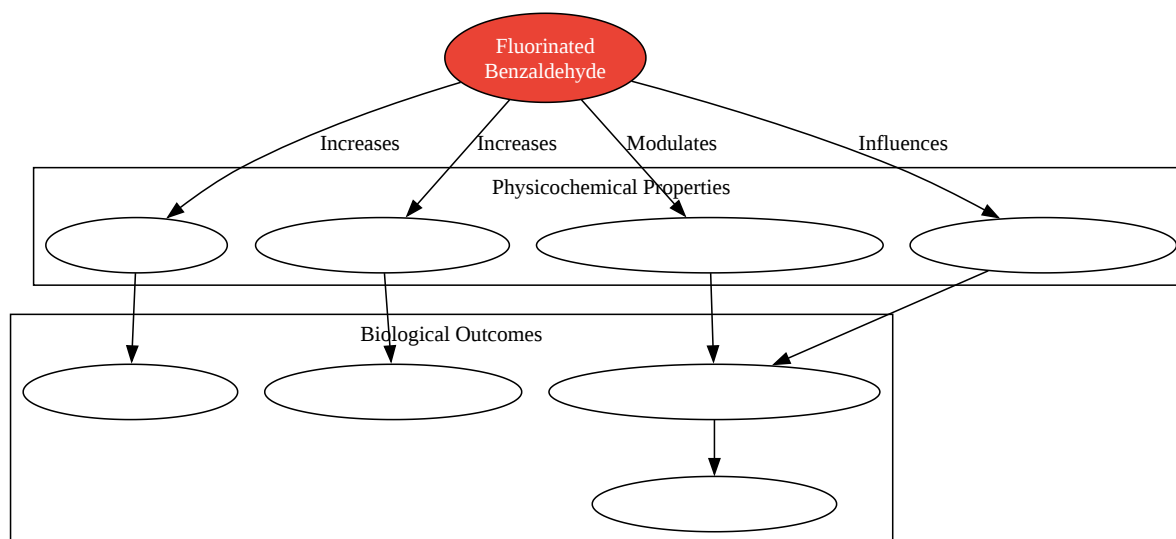 Fluorinated
Benzaldehyde
Increases
Increases
Modulates
Influences
Physicochemical Properties
Biological Outcomes